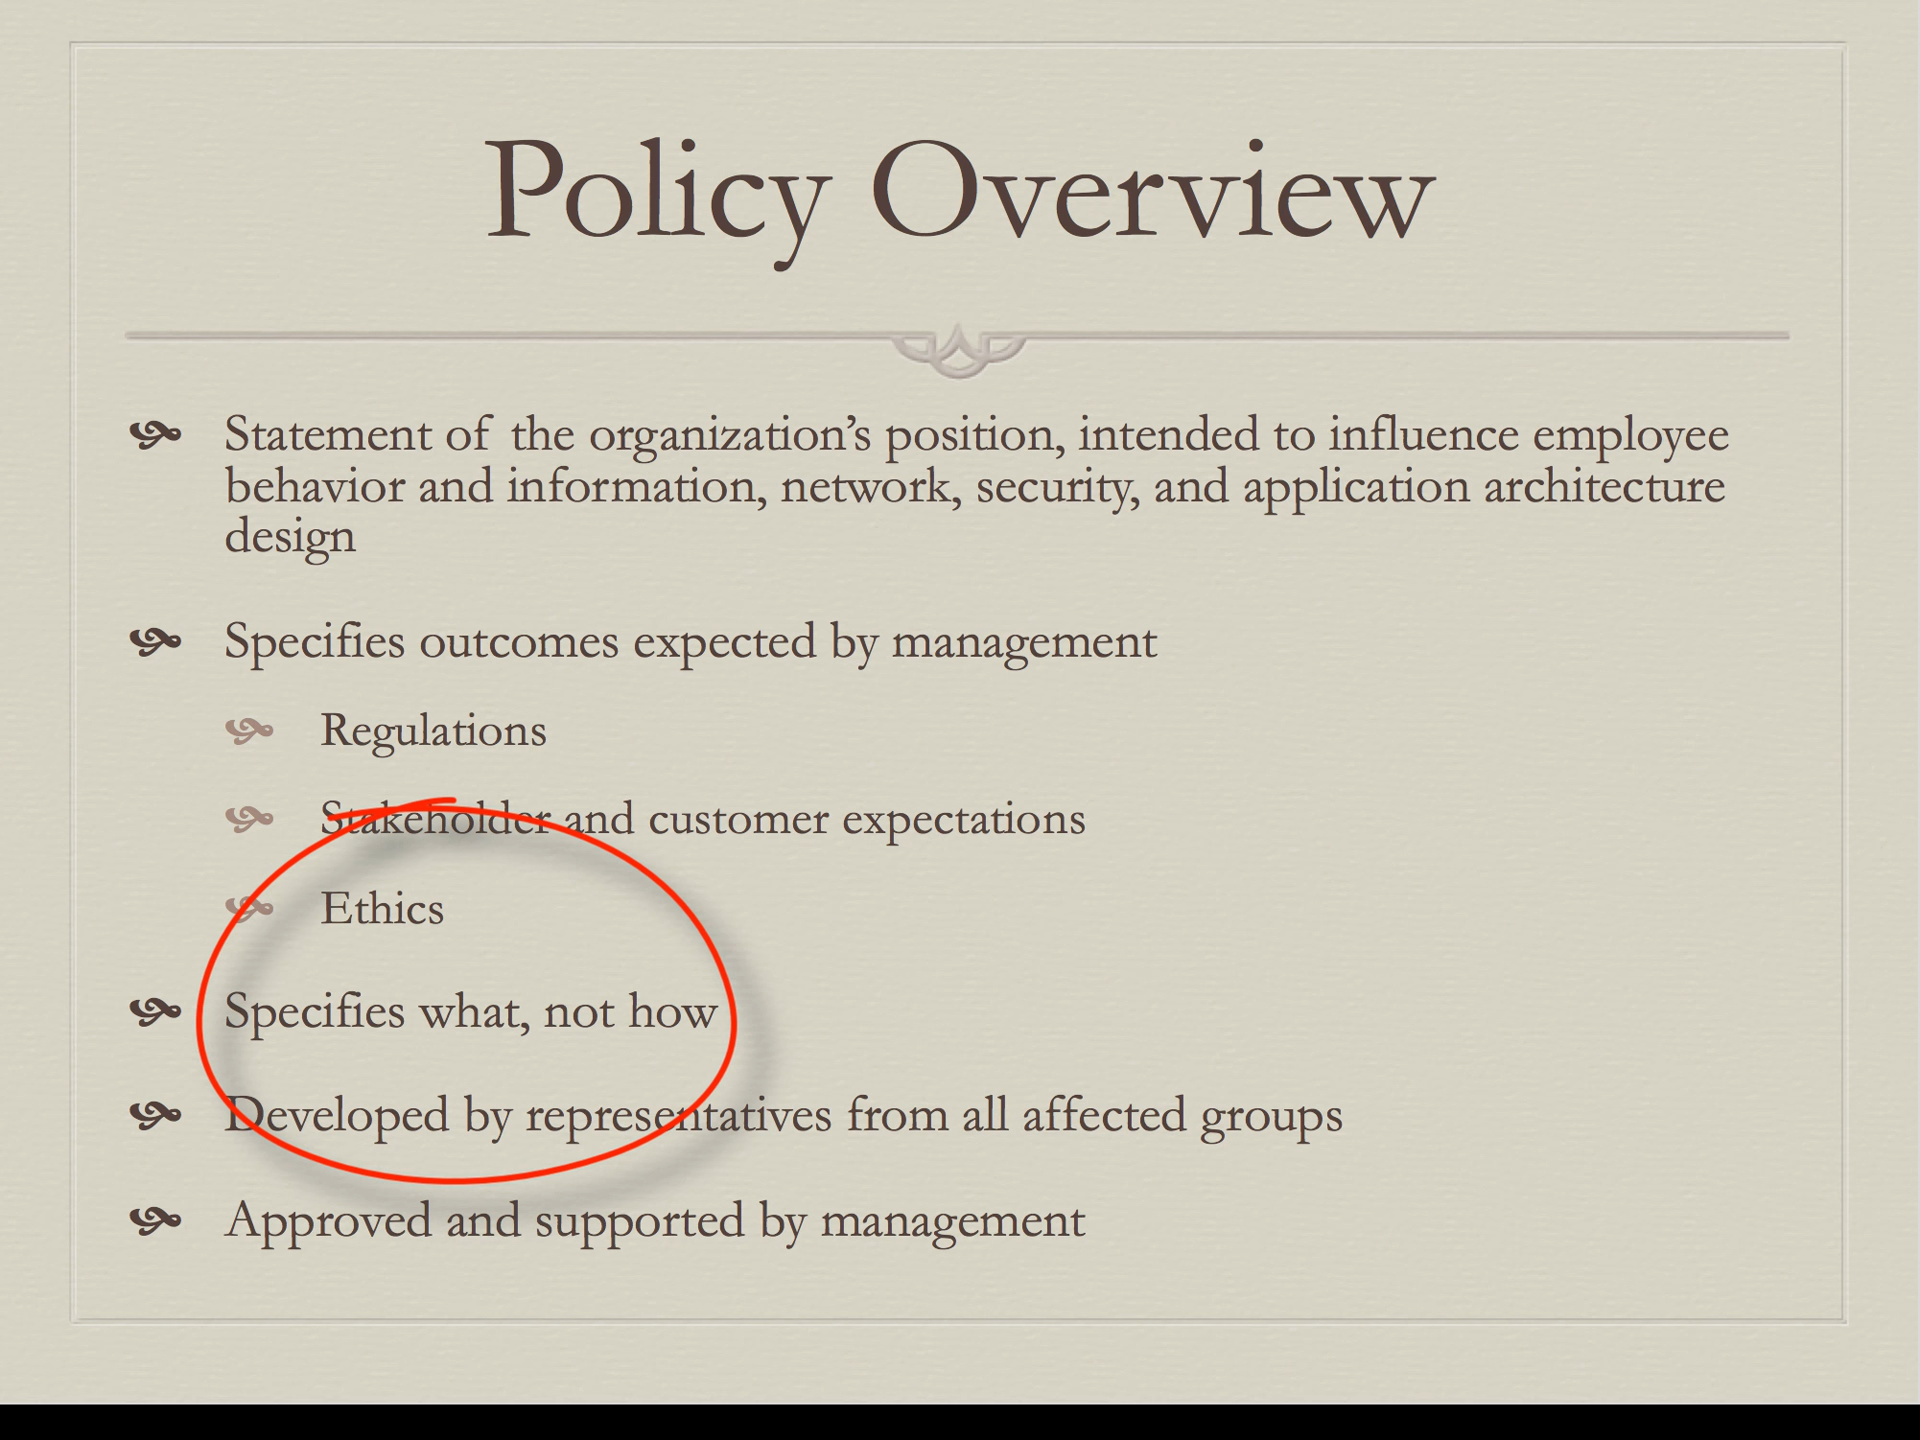 Policy Overview
Statement of the organization’s position, intended to influence employee
behavior and information, network, security, and application architecture
design
Specifies outcomes expected by management
Regulations
Stakeholder and customer expectations
Ethics
Specifies what, not how
Developed by representatives from all affected groups
Approved and supported by management